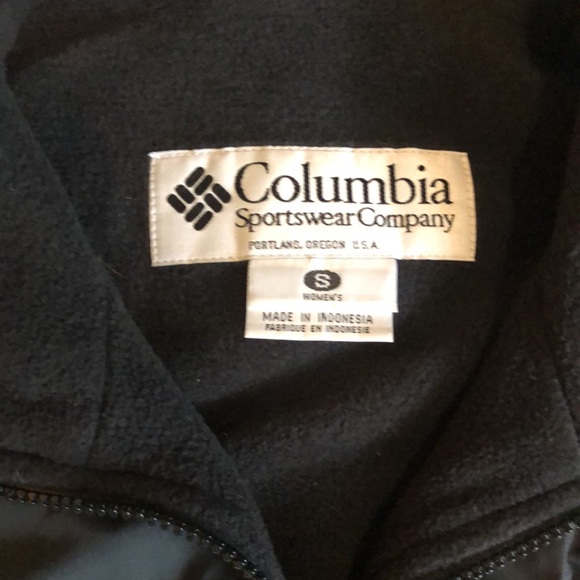 Columbia
Sportswear Company
PORTLAND, OREGON U.S.A.
S
WOMEN'S
MADE IN INDONESIA
FABRIQUE EN INDONESIE